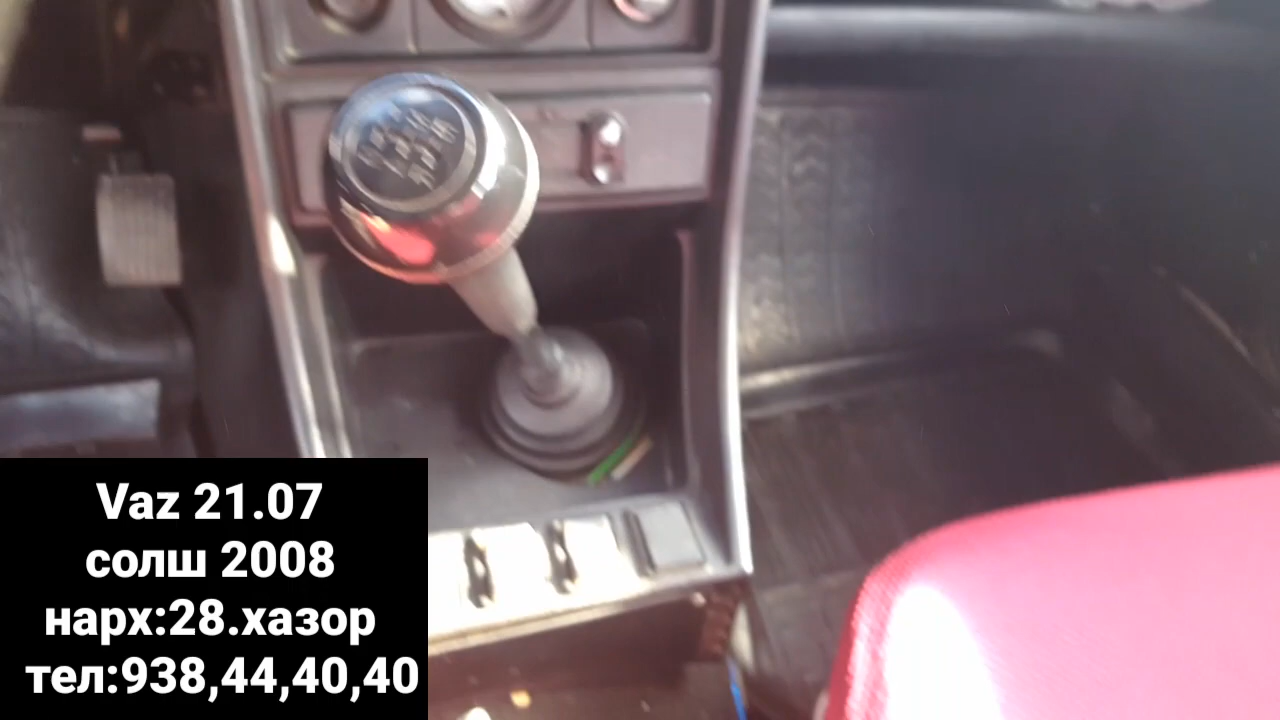 Vaz 21.07
солш 2008
нарх:28.хазор
тел:938,44,40,40